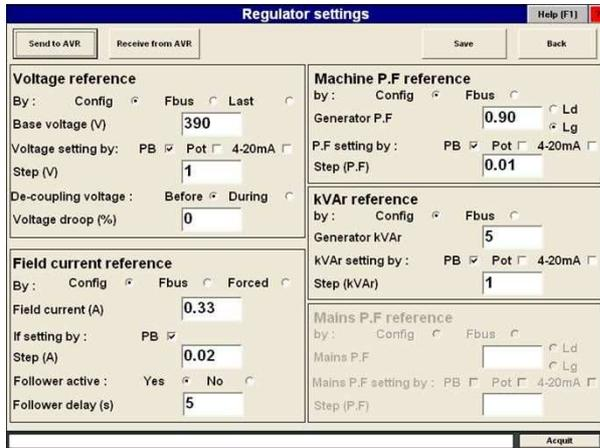 Regulator settings
Help (F1)
Send to AVR
Receive from AVR
Save
Back
Voltage reference
By : Config Fbus Last
Base voltage (V) 390
Voltage setting by: PB Pot 4-20mA
Step (V) 1
De-coupling voltage : Before During
Voltage droop (%) 0
Field current reference
By : Config Fbus Forced
Field current (A) 0.33
If setting by : PB
Step (A) 0.02
Follower active : Yes No
Follower delay (s) 5
Machine P.F reference
by : Config Fbus
Generator P.F 0.90 Ld
Lg
P.F setting by : PB Pot 4-20mA
Step (P.F) 0.01
kVAr reference
by : Config Fbus
Generator kVAr 5
kVAr setting by : PB Pot 4-20mA
Step (kVAr) 1
Mains P.F reference
by : Config Fbus
Mains P.F Ld
Lg
Mains P.F setting by : PB Pot 4-20mA
Step (P.F)
Acquit